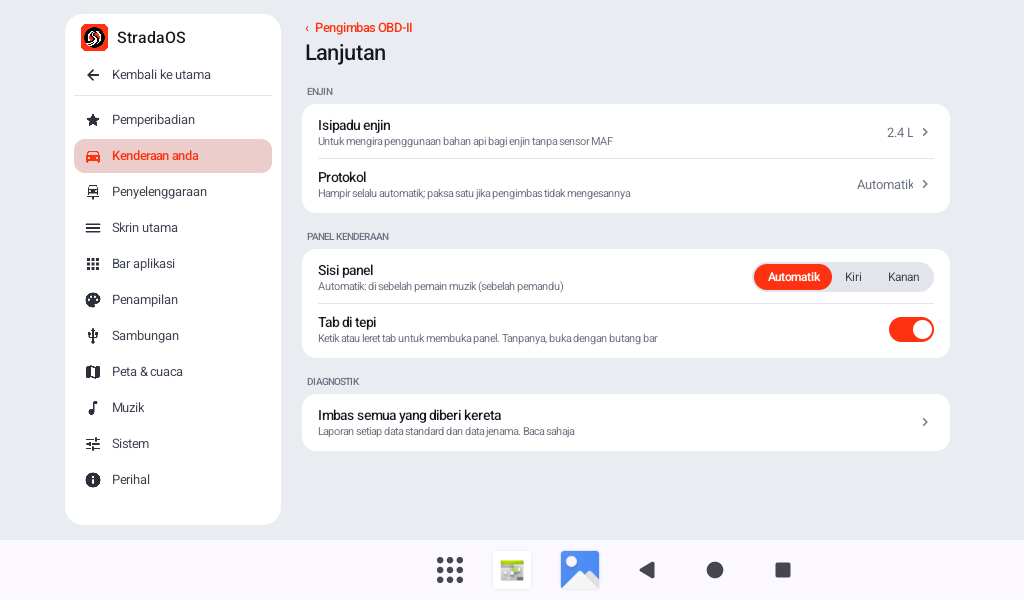 StradaOS
Kembali ke utama
Pemperibadian
Kenderaan anda
Penyelenggaraan
Skrin utama
Bar aplikasi
Penampilan
Sambungan
Peta & cuaca
Muzik
Sistem
Perihal
‹ Pengimbas OBD-II
Lanjutan
ENJIN
Isipadu enjin
Untuk mengira penggunaan bahan api bagi enjin tanpa sensor MAF
2.4 L
Protokol
Hampir selalu automatik; paksa satu jika pengimbas tidak mengesannya
Automatik
PANEL KENDERAAN
Sisi panel
Automatik: di sebelah pemain muzik (sebelah pemandu)
Automatik Kiri Kanan
Tab di tepi
Ketik atau leret tab untuk membuka panel. Tanpanya, buka dengan butang bar
DIAGNOSTIK
Imbas semua yang diberi kereta
Laporan setiap data standard dan data jenama. Baca sahaja